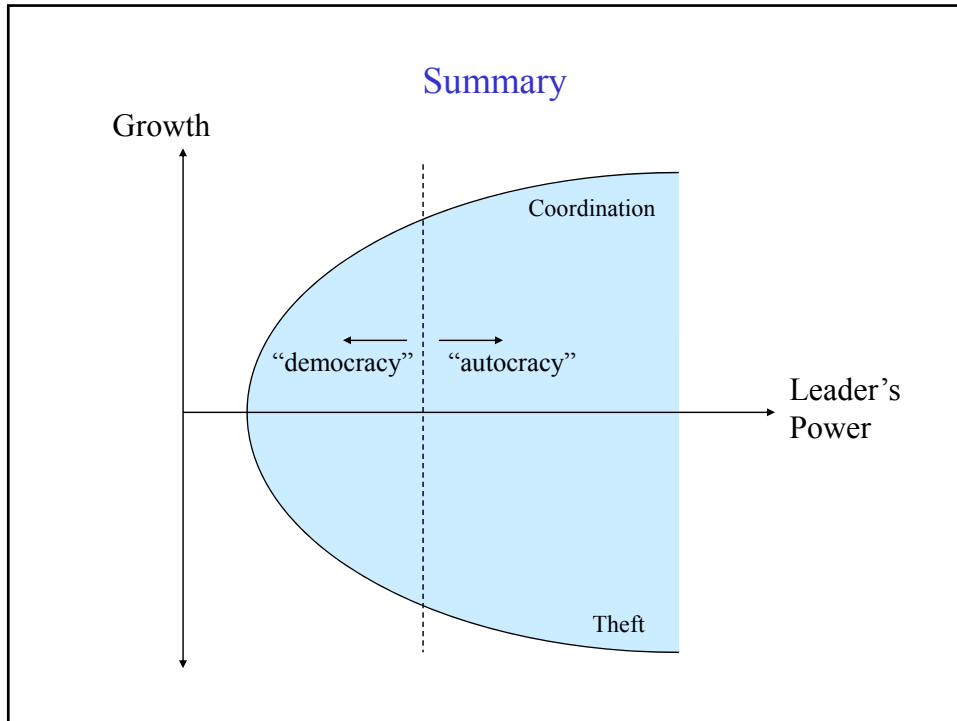 Summary
Growth
Coordination
“democracy”
“autocracy”
Leader’s
Power
Theft